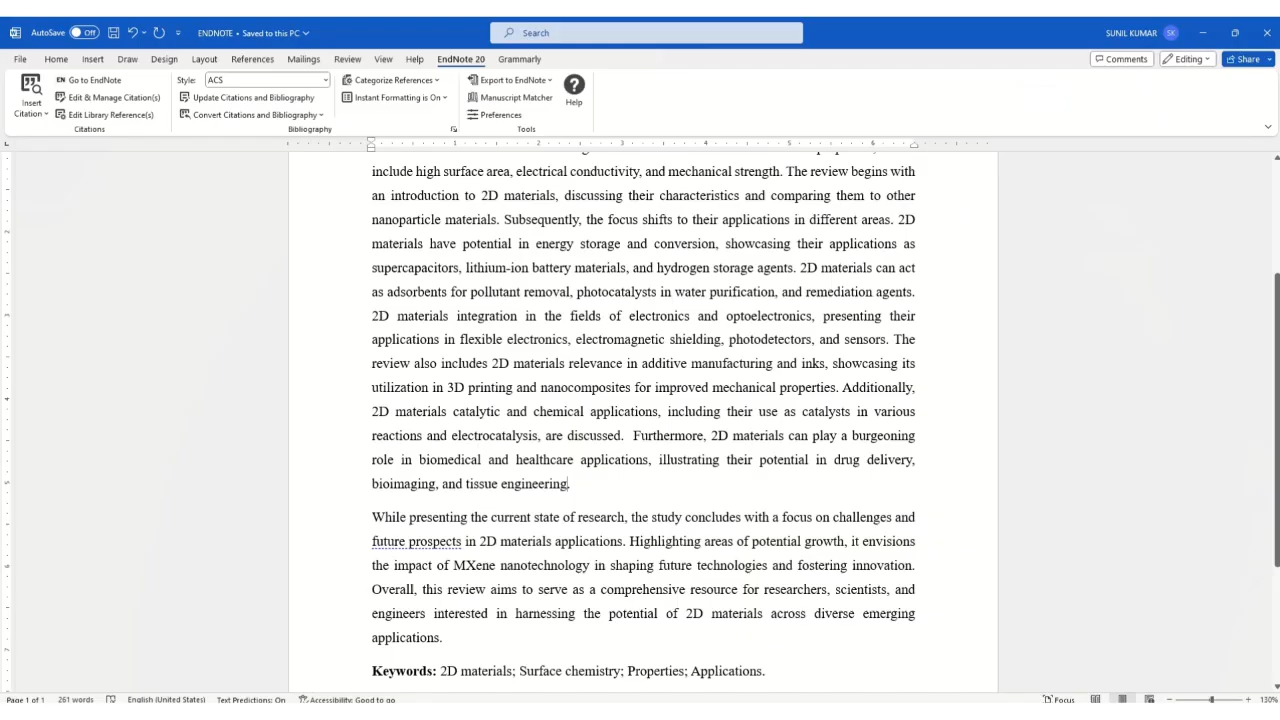 AutoSave Off ENDNOTE • Saved to this PC Search SUNIL KUMAR SK
File Home Insert Draw Design Layout References Mailings Review View Help EndNote 20 Grammarly Comments Editing Share
Insert Citation
EN Go to EndNote
Edit & Manage Citation(s)
Edit Library Reference(s)
Citations
Style: ACS
Update Citations and Bibliography
Convert Citations and Bibliography
Categorize References
Instant Formatting is On
Bibliography
Export to EndNote
Manuscript Matcher
Preferences
Help
Tools
1 2 3 4 5 6
include high surface area, electrical conductivity, and mechanical strength. The review begins with
an introduction to 2D materials, discussing their characteristics and comparing them to other
nanoparticle materials. Subsequently, the focus shifts to their applications in different areas. 2D
materials have potential in energy storage and conversion, showcasing their applications as
supercapacitors, lithium-ion battery materials, and hydrogen storage agents. 2D materials can act
as adsorbents for pollutant removal, photocatalysts in water purification, and remediation agents.
2D materials integration in the fields of electronics and optoelectronics, presenting their
applications in flexible electronics, electromagnetic shielding, photodetectors, and sensors. The
review also includes 2D materials relevance in additive manufacturing and inks, showcasing its
utilization in 3D printing and nanocomposites for improved mechanical properties. Additionally,
2D materials catalytic and chemical applications, including their use as catalysts in various
reactions and electrocatalysis, are discussed.  Furthermore, 2D materials can play a burgeoning
role in biomedical and healthcare applications, illustrating their potential in drug delivery,
bioimaging, and tissue engineering.
While presenting the current state of research, the study concludes with a focus on challenges and
future prospects in 2D materials applications. Highlighting areas of potential growth, it envisions
the impact of MXene nanotechnology in shaping future technologies and fostering innovation.
Overall, this review aims to serve as a comprehensive resource for researchers, scientists, and
engineers interested in harnessing the potential of 2D materials across diverse emerging
applications.
Keywords: 2D materials; Surface chemistry; Properties; Applications.
Page 1 of 1 261 words English (United States) Text Predictions: On Accessibility: Good to go Focus 130%